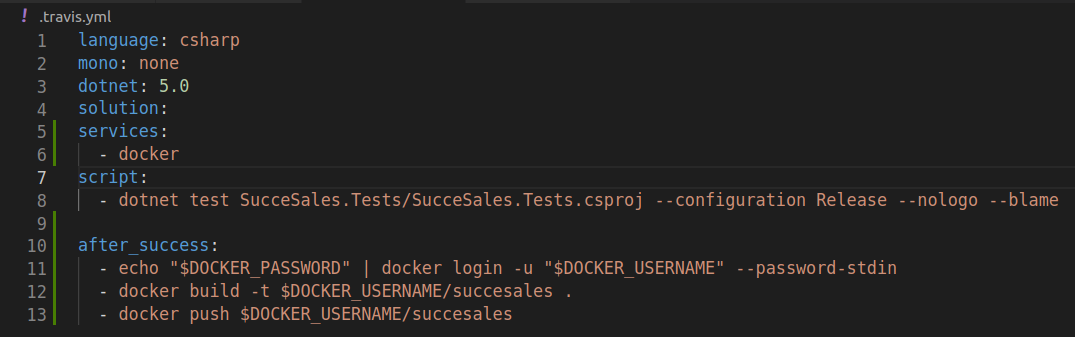 ! .travis.yml
1 language: csharp
2 mono: none
3 dotnet: 5.0
4 solution:
5 services:
6   - docker
7 script:
8   - dotnet test SucceSales.Tests/SucceSales.Tests.csproj --configuration Release --nologo --blame
9
10 after_success:
11   - echo "$DOCKER_PASSWORD" | docker login -u "$DOCKER_USERNAME" --password-stdin
12   - docker build -t $DOCKER_USERNAME/succesales .
13   - docker push $DOCKER_USERNAME/succesales